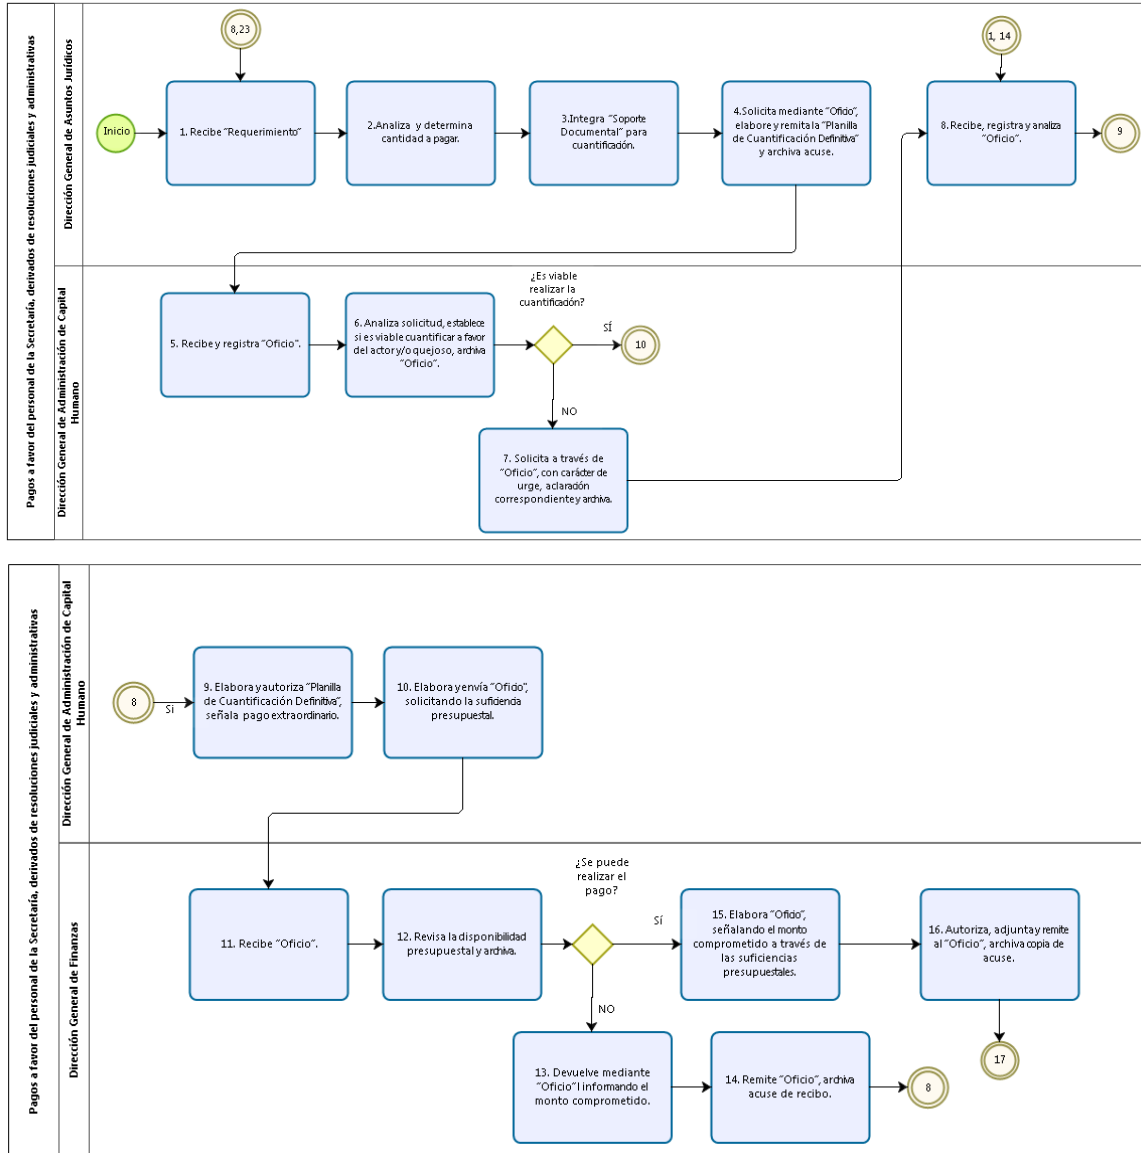 Pagos a favor del personal de la Secretaría, derivados de resoluciones judiciales y administrativas
Dirección General de Asuntos Jurídicos
8,23
1, 14
Inicio
1. Recibe "Requerimiento"
2.Analiza y determina
cantidad a pagar.
3.Integra "Soporte
Documental" para
cuantificación.
4.Solicita mediante "Oficio",
elabore y remita la "Planilla
de Cuantificación Definitiva"
y archiva acuse.
8. Recibe, registra y analiza
"Oficio".
9
Dirección General de Administración de Capital
Humano
¿Es viable
realizar la
cuantificación?
5. Recibe y registra "Oficio".
6. Analiza solicitud, establece
si es viable cuantificar a favor
del actor y/o quejoso, archiva
"Oficio".
SÍ
10
NO
7. Solicita a través de
"Oficio", con carácter de
urge, aclaración
correspondiente y archiva.
Pagos a favor del personal de la Secretaría, derivados de resoluciones judiciales y administrativas
Dirección General de Administración de Capital
Humano
8
Si
9. Elabora y autoriza "Planilla
de Cuantificación Definitiva",
señala pago extraordinario.
10. Elabora y envía "Oficio",
solicitando la suficiencia
presupuestal.
Dirección General de Finanzas
¿Se puede
realizar el
pago?
11. Recibe "Oficio".
12. Revisa la disponibilidad
presupuestal y archiva.
Sí
15. Elabora "Oficio",
señalando el monto
comprometido a través de
las suficiencias
presupuestales.
16. Autoriza, adjunta y remite
al "Oficio", archiva copia de
acuse.
NO
13. Devuelve mediante
"Oficio" l informando el
monto comprometido.
14. Remite "Oficio", archiva
acuse de recibo.
8
17